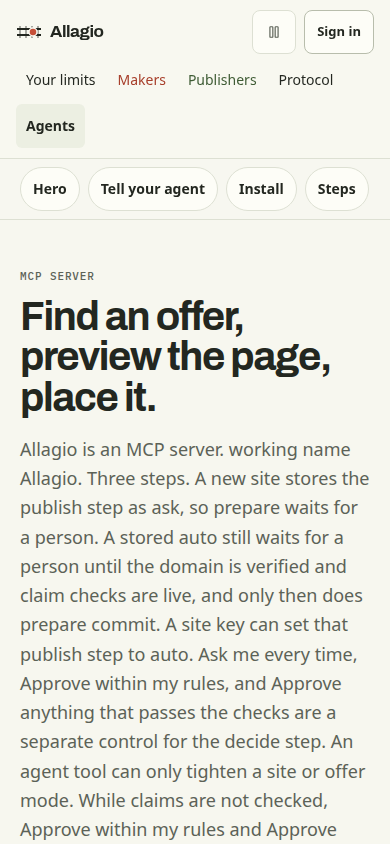 Allagio
Sign in
Your limits
Makers
Publishers
Protocol
Agents
Hero
Tell your agent
Install
Steps
MCP SERVER
Find an offer,
preview the page,
place it.
Allagio is an MCP server. working name
Allagio. Three steps. A new site stores the
publish step as ask, so prepare waits for
a person. A stored auto still waits for a
person until the domain is verified and
claim checks are live, and only then does
prepare commit. A site key can set that
publish step to auto. Ask me every time,
Approve within my rules, and Approve
anything that passes the checks are a
separate control for the decide step. An
agent tool can only tighten a site or offer
mode. While claims are not checked,
Approve within my rules and Approve